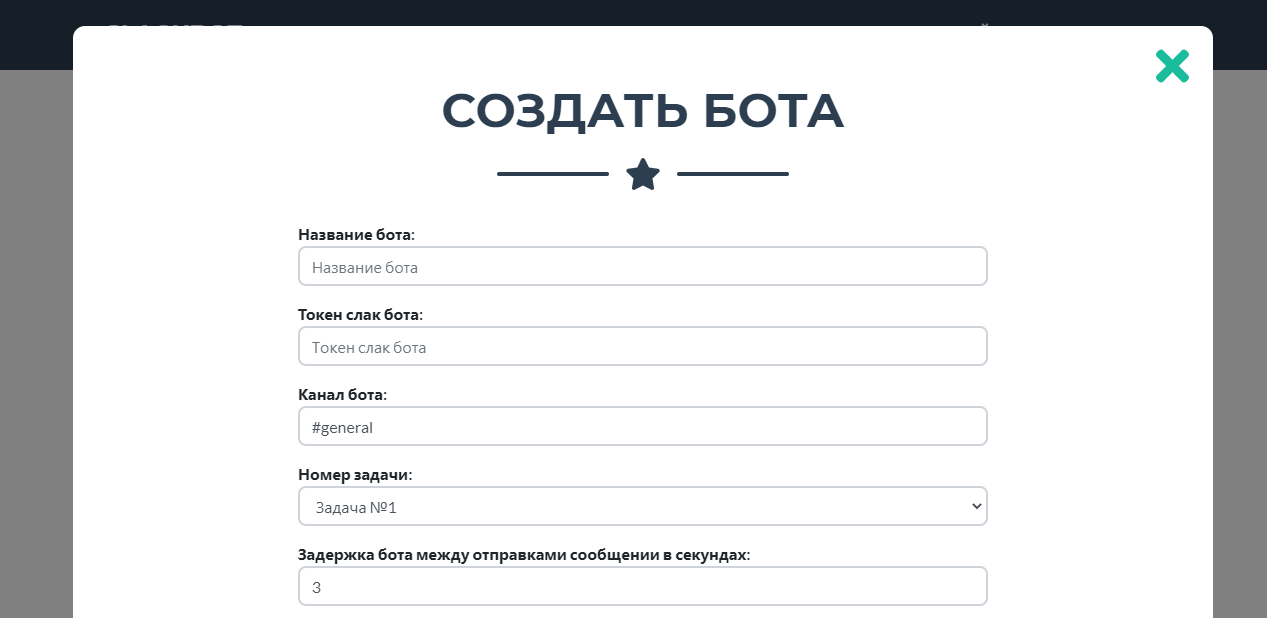 СОЗДАТЬ БОТА
Название бота:
Название бота
Токен слак бота:
Токен слак бота
Канал бота:
#general
Номер задачи:
Задача №1
Задержка бота между отправками сообщении в секундах:
3